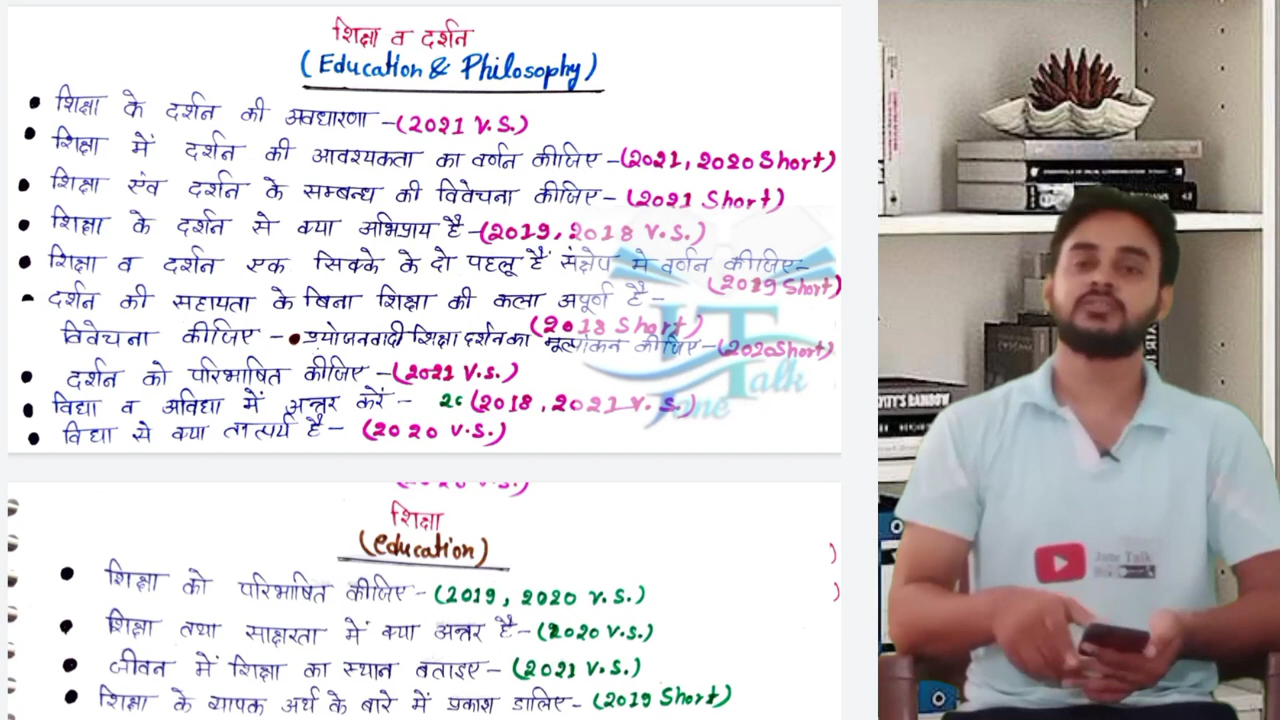 शिक्षा व दर्शन
(Education & Philosophy)
• शिक्षा के दर्शन की अवधारणा -(2021 V.S.)
• शिक्षा में दर्शन की आवश्यकता का वर्णन कीजिए -(2021, 2020 Short)
• शिक्षा एंव दर्शन के सम्बन्ध की विवेचना कीजिए - (2021 Short)
• शिक्षा के दर्शन से क्या अभिप्राय है -(2019, 2018 V.S.)
• शिक्षा व दर्शन एक सिक्के के दो पहलू हैं संक्षेप मे वर्णन कीजिए-
(2019 Short)
- दर्शन की सहायता के बिना शिक्षा की कला अपूर्ण है -
(2018 Short)
विवेचना कीजिए - • प्रयोजनवादी शिक्षा दर्शन का मूल्यांकन कीजिए -(2020 Short)
• दर्शन को परिभाषित कीजिए -(2021 V.S.)
• विद्या व अविद्या में अन्तर करें - 20 (2018, 2021 V.S.)
• विद्या से क्या तात्पर्य है - (2020 V.S.)
Talk
शिक्षा
(education)
• शिक्षा को परिभाषित कीजिए - (2019, 2020 V.S.)
• शिक्षा तथा साक्षरता में क्या अन्तर है - (2020 V.S.)
• जीवन में शिक्षा का स्थान बताइए - (2021 V.S.)
• शिक्षा के व्यापक अर्थ के बारे में प्रकाश डालिए - (2019 Short)
June Talk